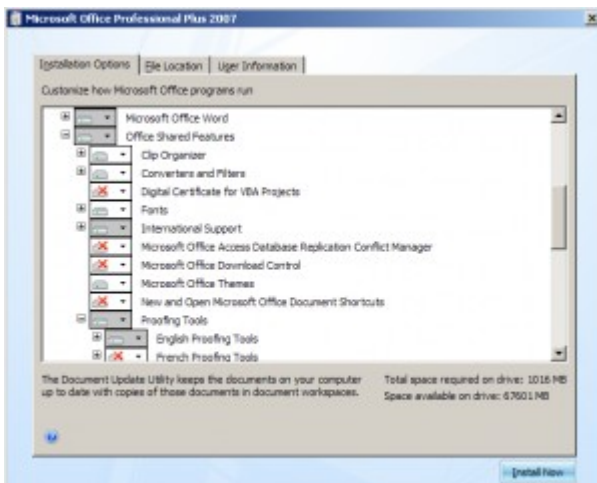 Microsoft Office Professional Plus 2007
Installation Options File Location User Information
Customize how Microsoft Office programs run
Microsoft Office Word
Office Shared Features
Clip Organizer
Converters and Filters
Digital Certificate for VBA Projects
Fonts
International Support
Microsoft Office Access Database Replication Conflict Manager
Microsoft Office Download Control
Microsoft Office Themes
New and Open Microsoft Office Document Shortcuts
Proofing Tools
English Proofing Tools
French Proofing Tools
The Document Update Utility keeps the documents on your computer
up to date with copies of those documents in document workspaces.
Total space required on drive: 1016 MB
Space available on drive: 67601 MB
Install Now